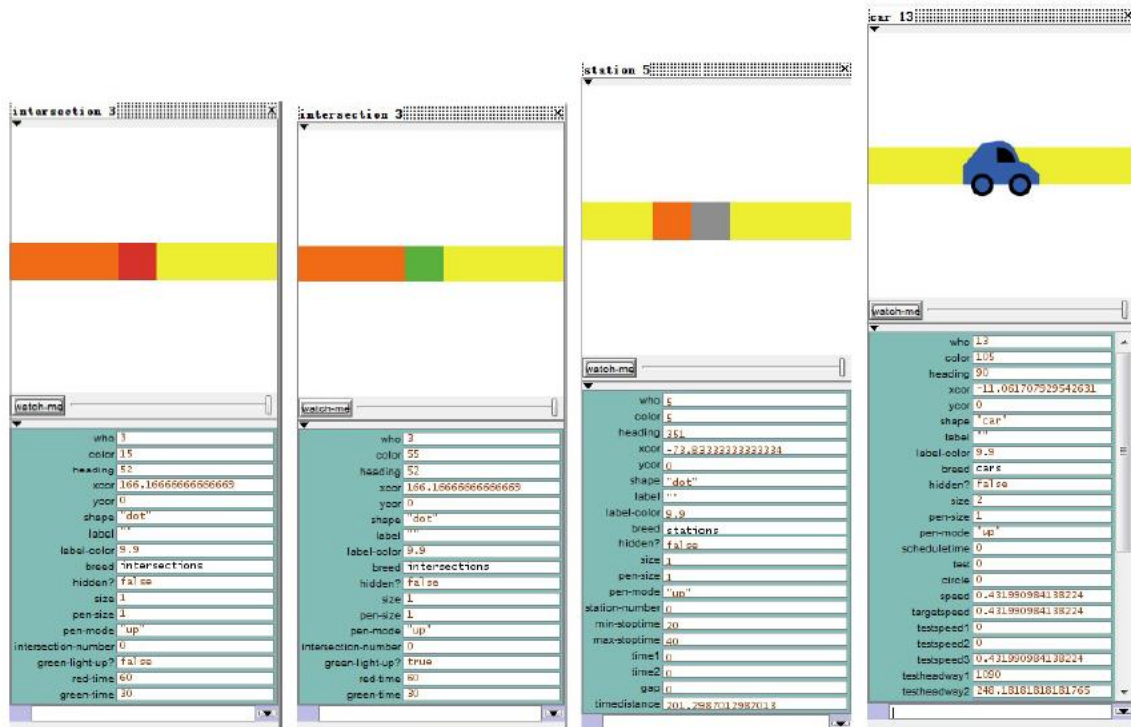 intersection 3
watch-me
who 3
color 15
heading 52
xcor 166.16666666666669
ycor 0
shape "dot"
label ""
label-color 9.9
breed intersections
hidden? false
size 1
pen-size 1
pen-mode "up"
intersection-number 0
green-light-up? false
red-time 60
green-time 30
intersection 3
watch-me
who 3
color 55
heading 52
xcor 166.16666666666669
ycor 0
shape "dot"
label ""
label-color 9.9
breed intersections
hidden? false
size 1
pen-size 1
pen-mode "up"
intersection-number 0
green-light-up? true
red-time 60
green-time 30
station 5
watch-me
who 5
color 5
heading 351
xcor -73.83333333333334
ycor 0
shape "dot"
label ""
label-color 9.9
breed stations
hidden? false
size 1
pen-size 1
pen-mode "up"
station-number 0
min-stoptime 20
max-stoptime 40
time1 0
time2 0
gap 0
timedistance 201.2987012987013
car 13
watch-me
who 13
color 105
heading 90
xcor -11.061707929542631
ycor 0
shape "car"
label ""
label-color 9.9
breed cars
hidden? false
size 2
pen-size 1
pen-mode "up"
scheduletime 0
test 0
circle 0
speed 0.431990984138224
targetspeed 0.431990984138224
testspeed1 0
testspeed2 0
testspeed3 0.431990984138224
testheadway1 1090
testheadway2 248.18181818181765